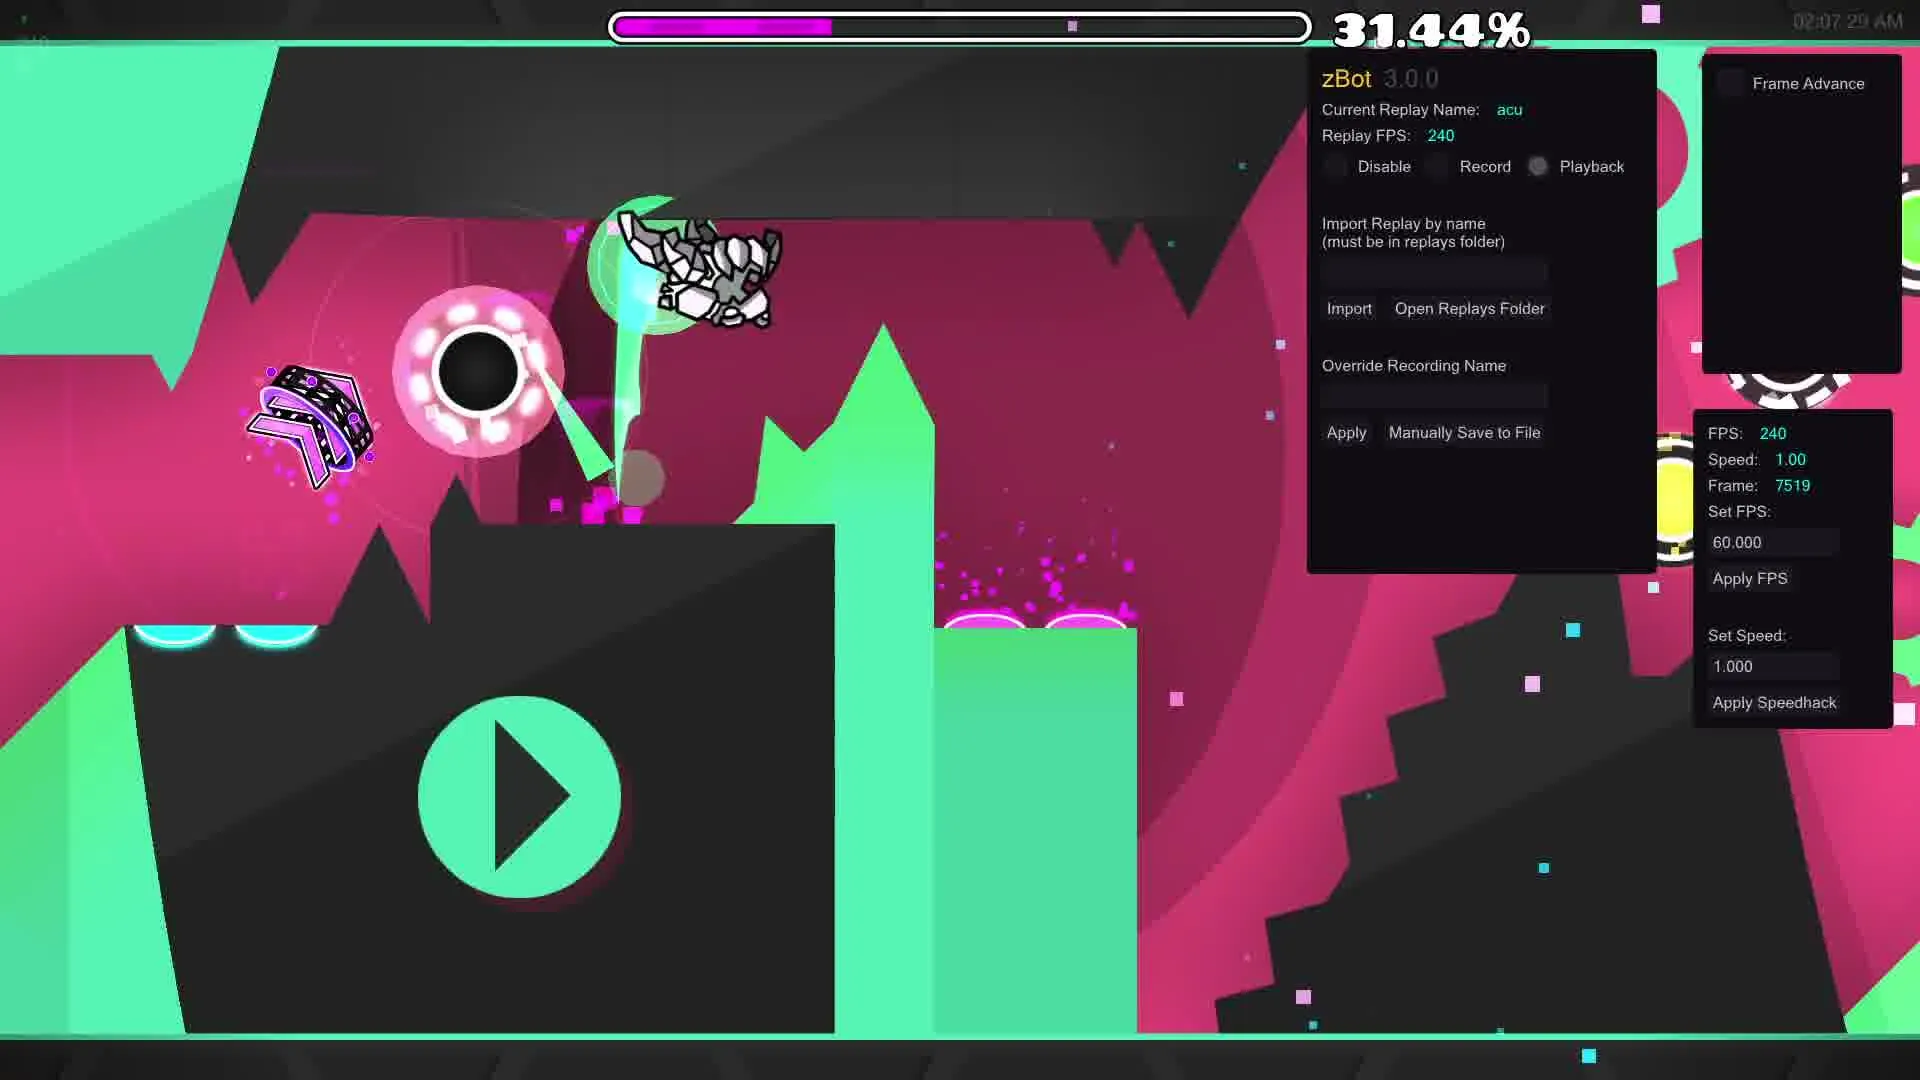 31.44%
02:07:29 AM
zBot 3.0.0
Current Replay Name: acu
Replay FPS: 240
Disable Record Playback
Import Replay by name
(must be in replays folder)
Import Open Replays Folder
Override Recording Name
Apply Manually Save to File
Frame Advance
FPS: 240
Speed: 1.00
Frame: 7519
Set FPS:
60.000
Apply FPS
Set Speed:
1.000
Apply Speedhack